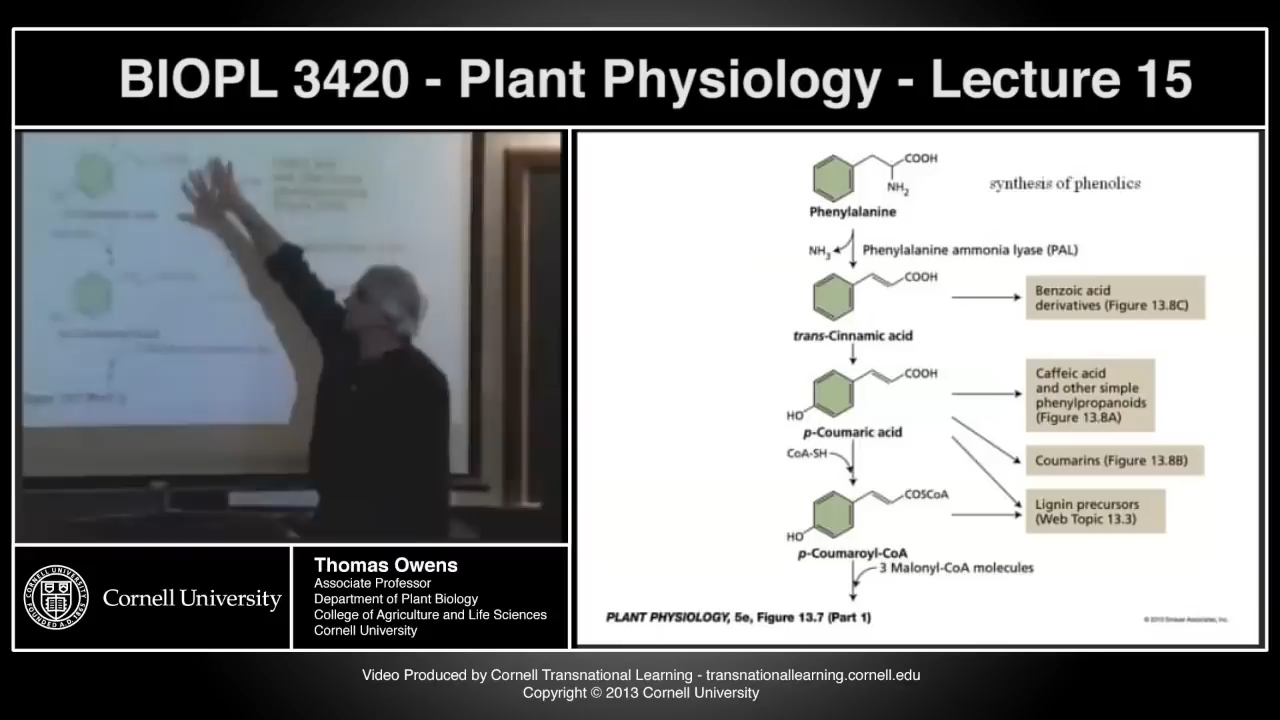 BIOPL 3420 - Plant Physiology - Lecture 15
COOH
NH2
Phenylalanine
synthesis of phenolics
NH3
Phenylalanine ammonia lyase (PAL)
COOH
trans-Cinnamic acid
Benzoic acid
derivatives (Figure 13.8C)
COOH
HO
p-Coumaric acid
Caffeic acid
and other simple
phenylpropanoids
(Figure 13.8A)
CoA-SH
Coumarins (Figure 13.8B)
COSCoA
HO
p-Coumaroyl-CoA
Lignin precursors
(Web Topic 13.3)
3 Malonyl-CoA molecules
PLANT PHYSIOLOGY, 5e, Figure 13.7 (Part 1)
© 2010 Sinauer Associates, Inc.
Cornell University
Thomas Owens
Associate Professor
Department of Plant Biology
College of Agriculture and Life Sciences
Cornell University
Video Produced by Cornell Transnational Learning - transnationallearning.cornell.edu
Copyright © 2013 Cornell University